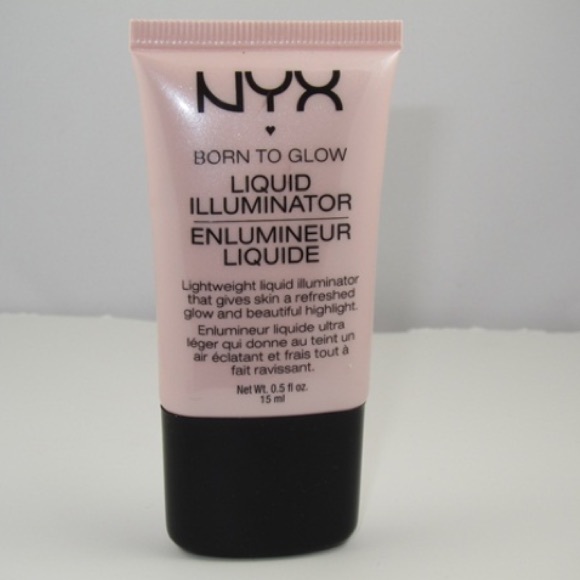 NYX
BORN TO GLOW
LIQUID
ILLUMINATOR
ENLUMINEUR
LIQUIDE
Lightweight liquid illuminator
that gives skin a refreshed
glow and beautiful highlight.
Enlumineur liquide ultra
léger qui donne au teint un
air éclatant et frais tout à
fait ravissant.
Net Wt. 0.5 fl oz.
15 ml